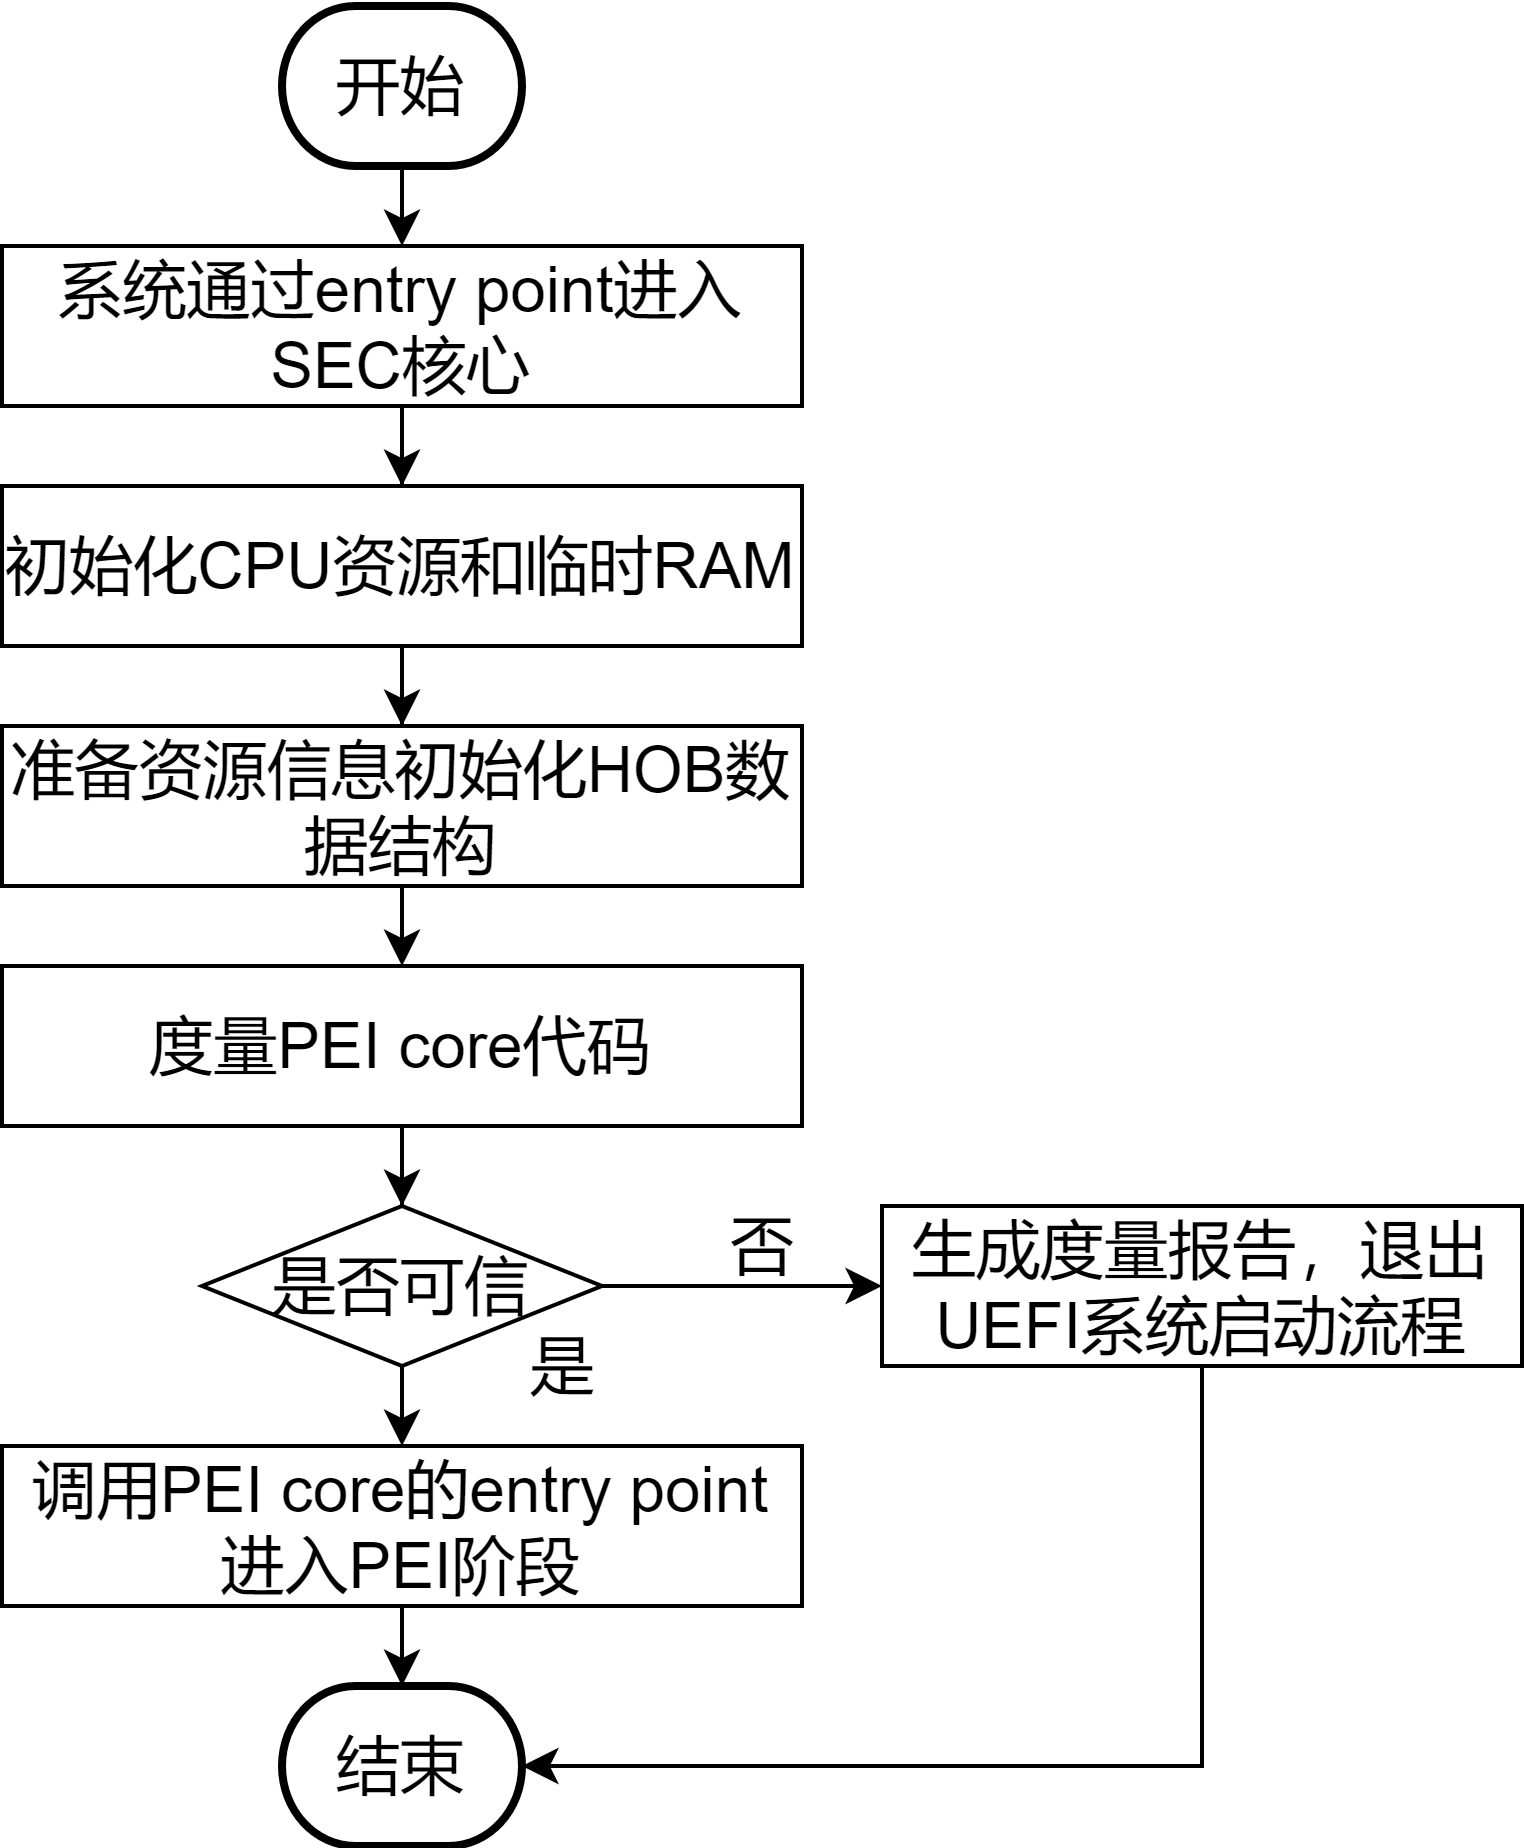 开始
系统通过entry point进入
SEC核心
初始化CPU资源和临时RAM
准备资源信息初始化HOB数
据结构
度量PEI core代码
是否可信
否
生成度量报告，退出
UEFI系统启动流程
是
调用PEI core的entry point
进入PEI阶段
结束